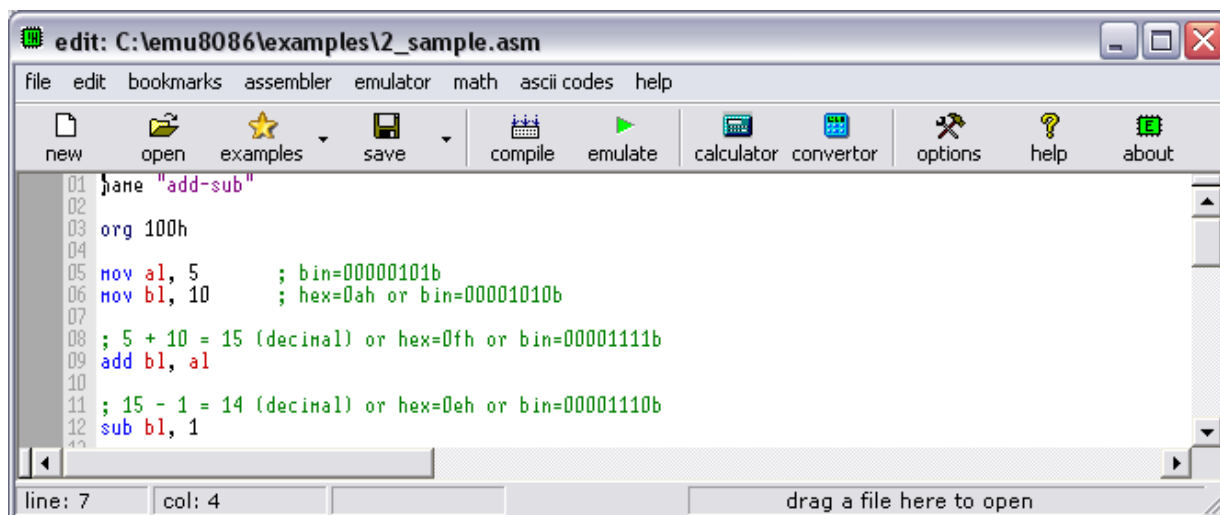 edit: C:\emu8086\examples\2_sample.asm
file edit bookmarks assembler emulator math ascii codes help
new open examples save compile emulate calculator convertor options help about
01 name "add-sub"
02
03 org 100h
04
05 mov al, 5 ; bin=00000101b
06 mov bl, 10 ; hex=0ah or bin=00001010b
07
08 ; 5 + 10 = 15 (decimal) or hex=0fh or bin=00001111b
09 add bl, al
10
11 ; 15 - 1 = 14 (decimal) or hex=0eh or bin=00001110b
12 sub bl, 1
line: 7 col: 4 drag a file here to open